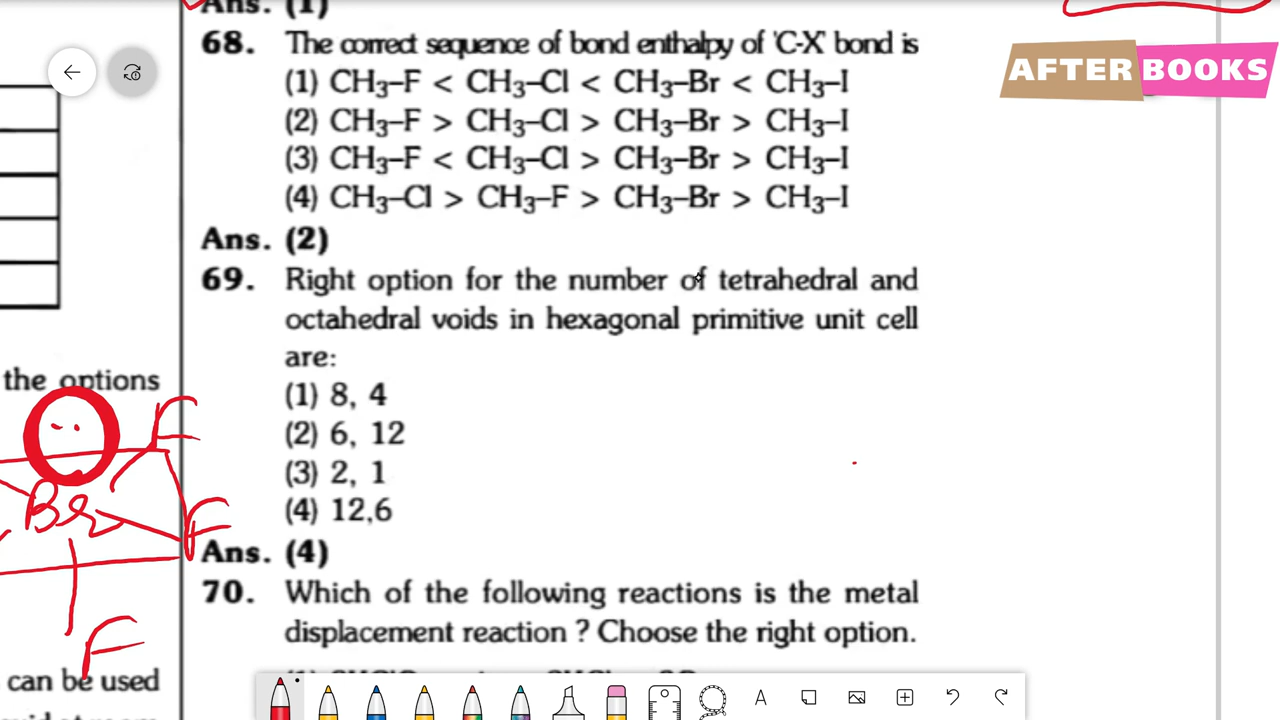 Ans. (1)
68. The correct sequence of bond enthalpy of 'C-X' bond is
(1) CH₃–F < CH₃–Cl < CH₃–Br < CH₃–I
(2) CH₃–F > CH₃–Cl > CH₃–Br > CH₃–I
(3) CH₃–F < CH₃–Cl > CH₃–Br > CH₃–I
(4) CH₃–Cl > CH₃–F > CH₃–Br > CH₃–I
Ans. (2)
69. Right option for the number of tetrahedral and
octahedral voids in hexagonal primitive unit cell
are:
(1) 8, 4
(2) 6, 12
(3) 2, 1
(4) 12,6
Ans. (4)
70. Which of the following reactions is the metal
displacement reaction ? Choose the right option.
AFTER BOOKS
the options
F
Br
F
F
can be used
A